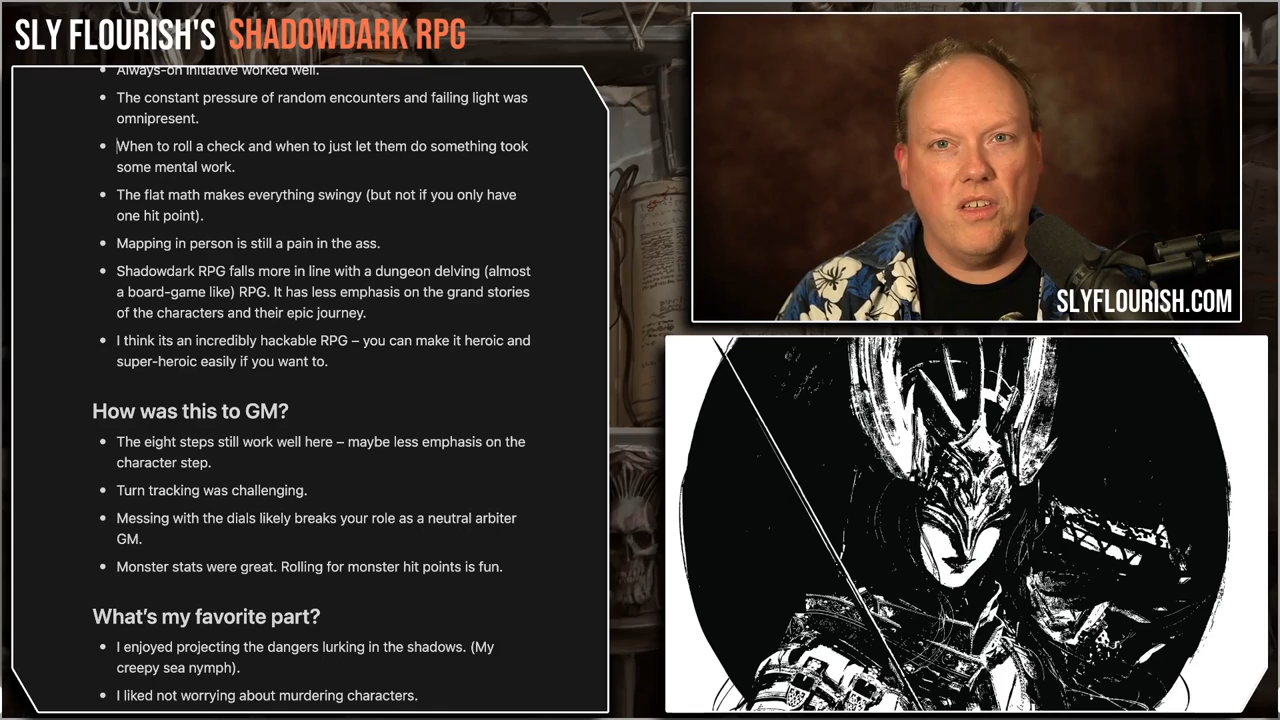 SLY FLOURISH'S SHADOWDARK RPG
Always-on initiative worked well.
The constant pressure of random encounters and failing light was
omnipresent.
When to roll a check and when to just let them do something took
some mental work.
The flat math makes everything swingy (but not if you only have
one hit point).
Mapping in person is still a pain in the ass.
Shadowdark RPG falls more in line with a dungeon delving (almost
a board-game like) RPG. It has less emphasis on the grand stories
of the characters and their epic journey.
I think its an incredibly hackable RPG – you can make it heroic and
super-heroic easily if you want to.
How was this to GM?
The eight steps still work well here – maybe less emphasis on the
character step.
Turn tracking was challenging.
Messing with the dials likely breaks your role as a neutral arbiter
GM.
Monster stats were great. Rolling for monster hit points is fun.
What's my favorite part?
I enjoyed projecting the dangers lurking in the shadows. (My
creepy sea nymph).
I liked not worrying about murdering characters.
SLYFLOURISH.COM